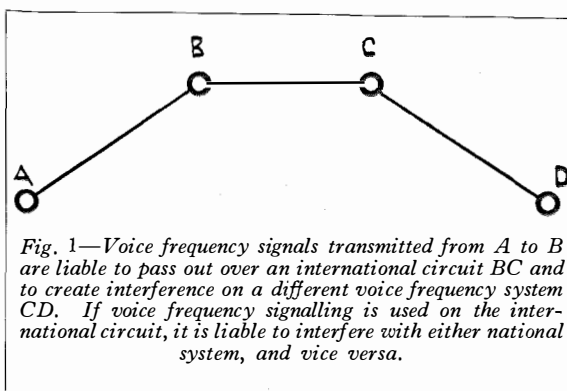 B C
A D
Fig. 1—Voice frequency signals transmitted from A to B
are liable to pass out over an international circuit BC and
to create interference on a different voice frequency system
CD. If voice frequency signalling is used on the inter-
national circuit, it is liable to interfere with either national
system, and vice versa.